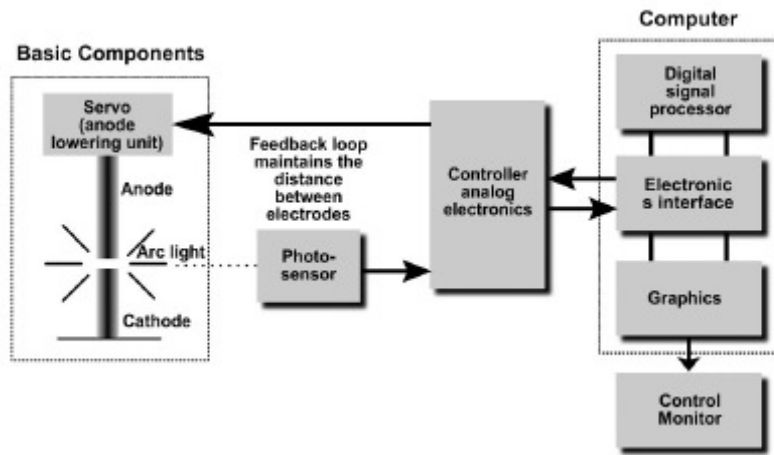 Basic Components
Servo
(anode
lowering unit)
Anode
Arc light
Cathode
Feedback loop
maintains the
distance
between
electrodes
Photo-
sensor
Controller
analog
electronics
Computer
Digital
signal
processor
Electronic
s interface
Graphics
Control
Monitor